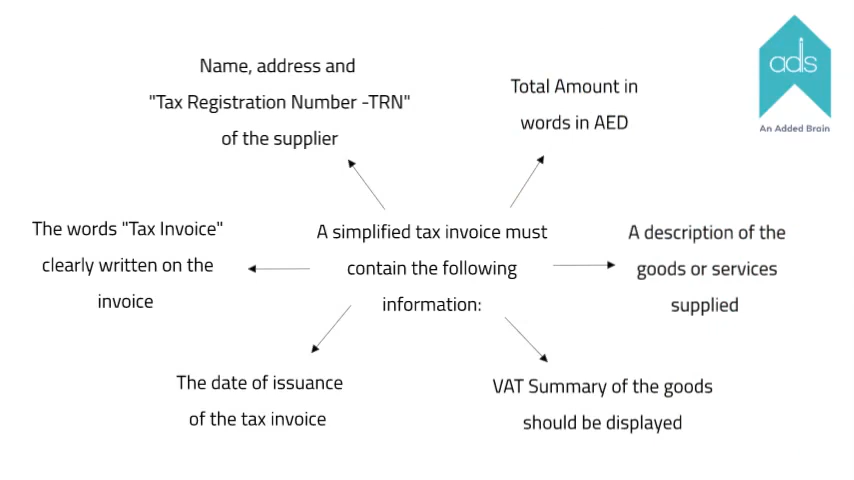 ads
An Added Brain
Name, address and
"Tax Registration Number -TRN"
of the supplier
Total Amount in
words in AED
The words "Tax Invoice"
clearly written on the
invoice
A simplified tax invoice must
contain the following
information:
A description of the
goods or services
supplied
The date of issuance
of the tax invoice
VAT Summary of the goods
should be displayed